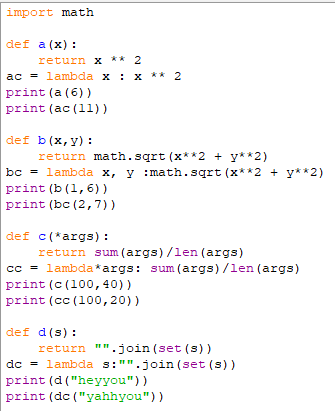 import math
def a(x):
    return x ** 2
ac = lambda x : x ** 2
print(a(6))
print(ac(11))
def b(x,y):
    return math.sqrt(x**2 + y**2)
bc = lambda x, y :math.sqrt(x**2 + y**2)
print(b(1,6))
print(bc(2,7))
def c(*args):
    return sum(args)/len(args)
cc = lambda*args: sum(args)/len(args)
print(c(100,40))
print(cc(100,20))
def d(s):
    return "".join(set(s))
dc = lambda s:"".join(set(s))
print(d("heyyou"))
print(dc("yahhyou"))